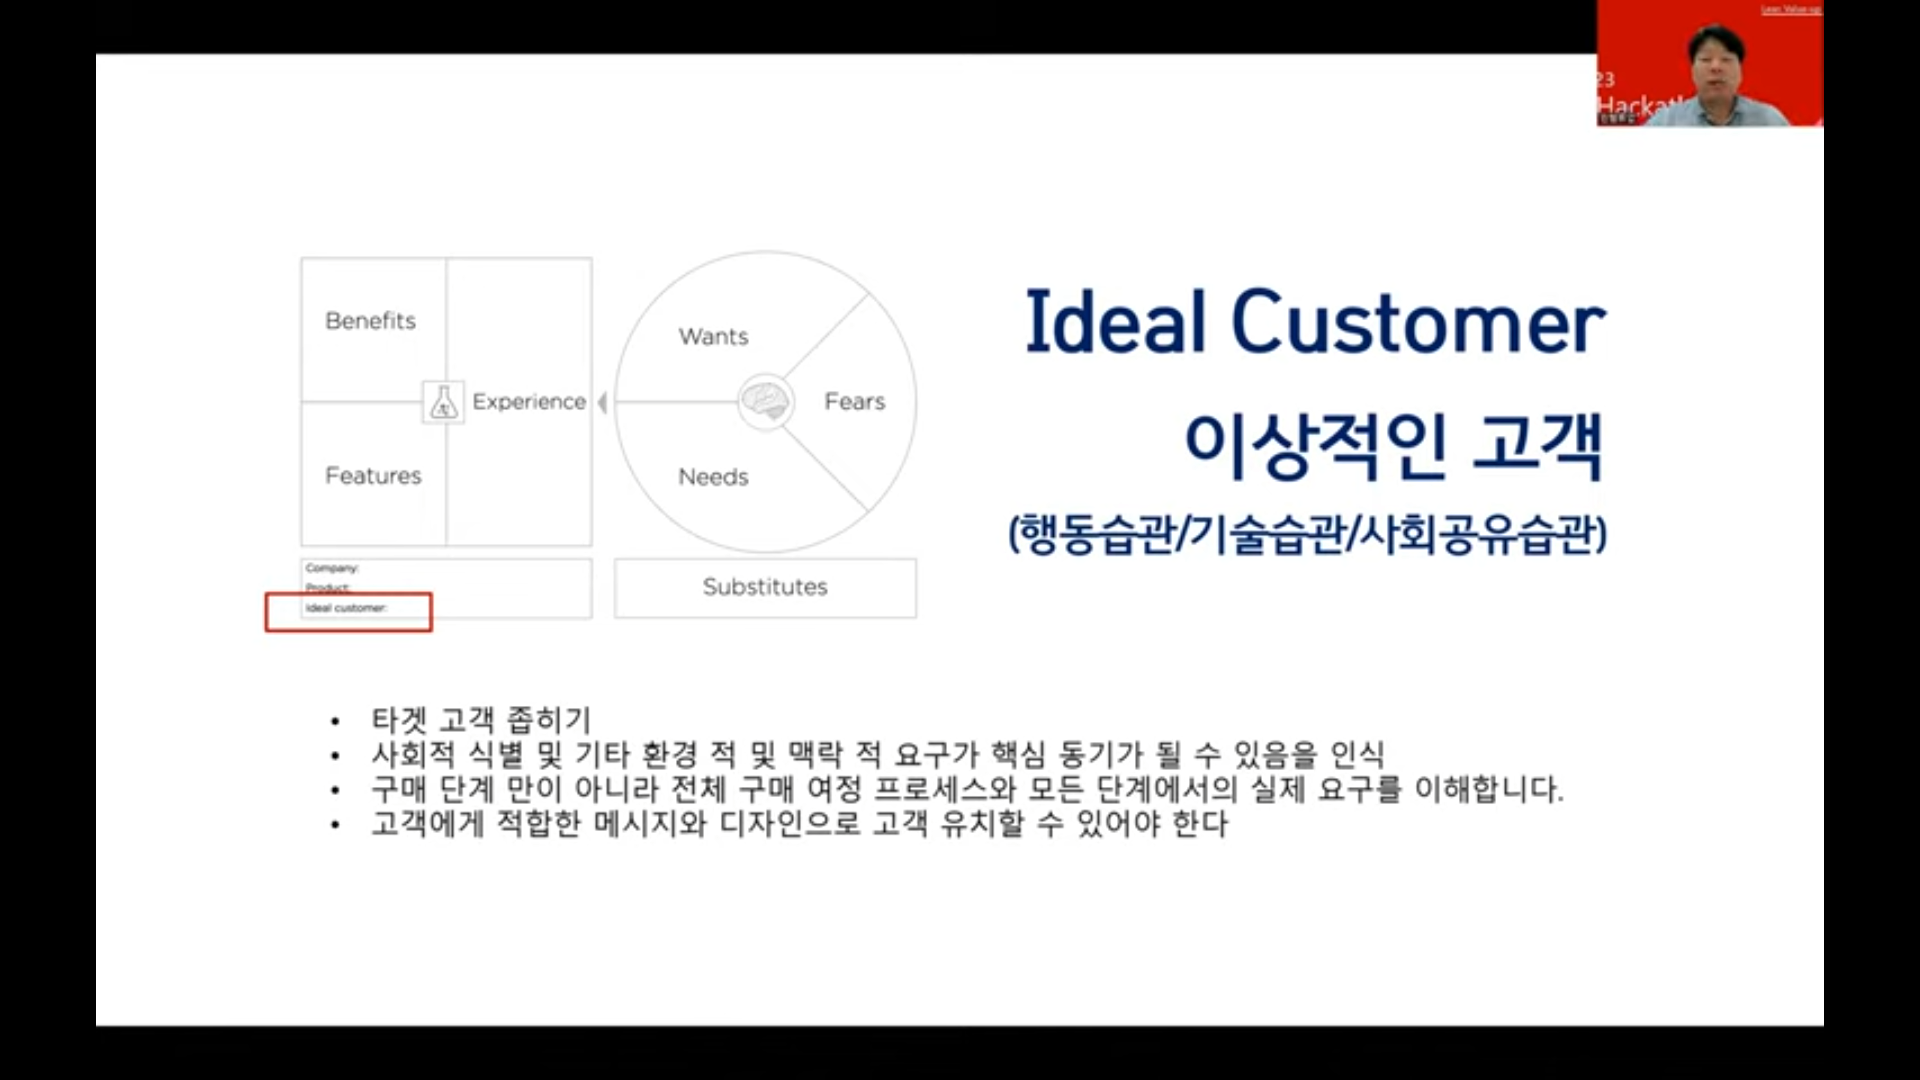 Lean Value-up
23
Hackat
Benefits
Experience
Features
Wants
Fears
Needs
Company:
Product:
Ideal customer:
Substitutes
Ideal Customer
이상적인 고객
(행동습관/기술습관/사회공유습관)
• 타겟 고객 좁히기
• 사회적 식별 및 기타 환경 적 및 맥락 적 요구가 핵심 동기가 될 수 있음을 인식
• 구매 단계 만이 아니라 전체 구매 여정 프로세스와 모든 단계에서의 실제 요구를 이해합니다.
• 고객에게 적합한 메시지와 디자인으로 고객 유치할 수 있어야 한다